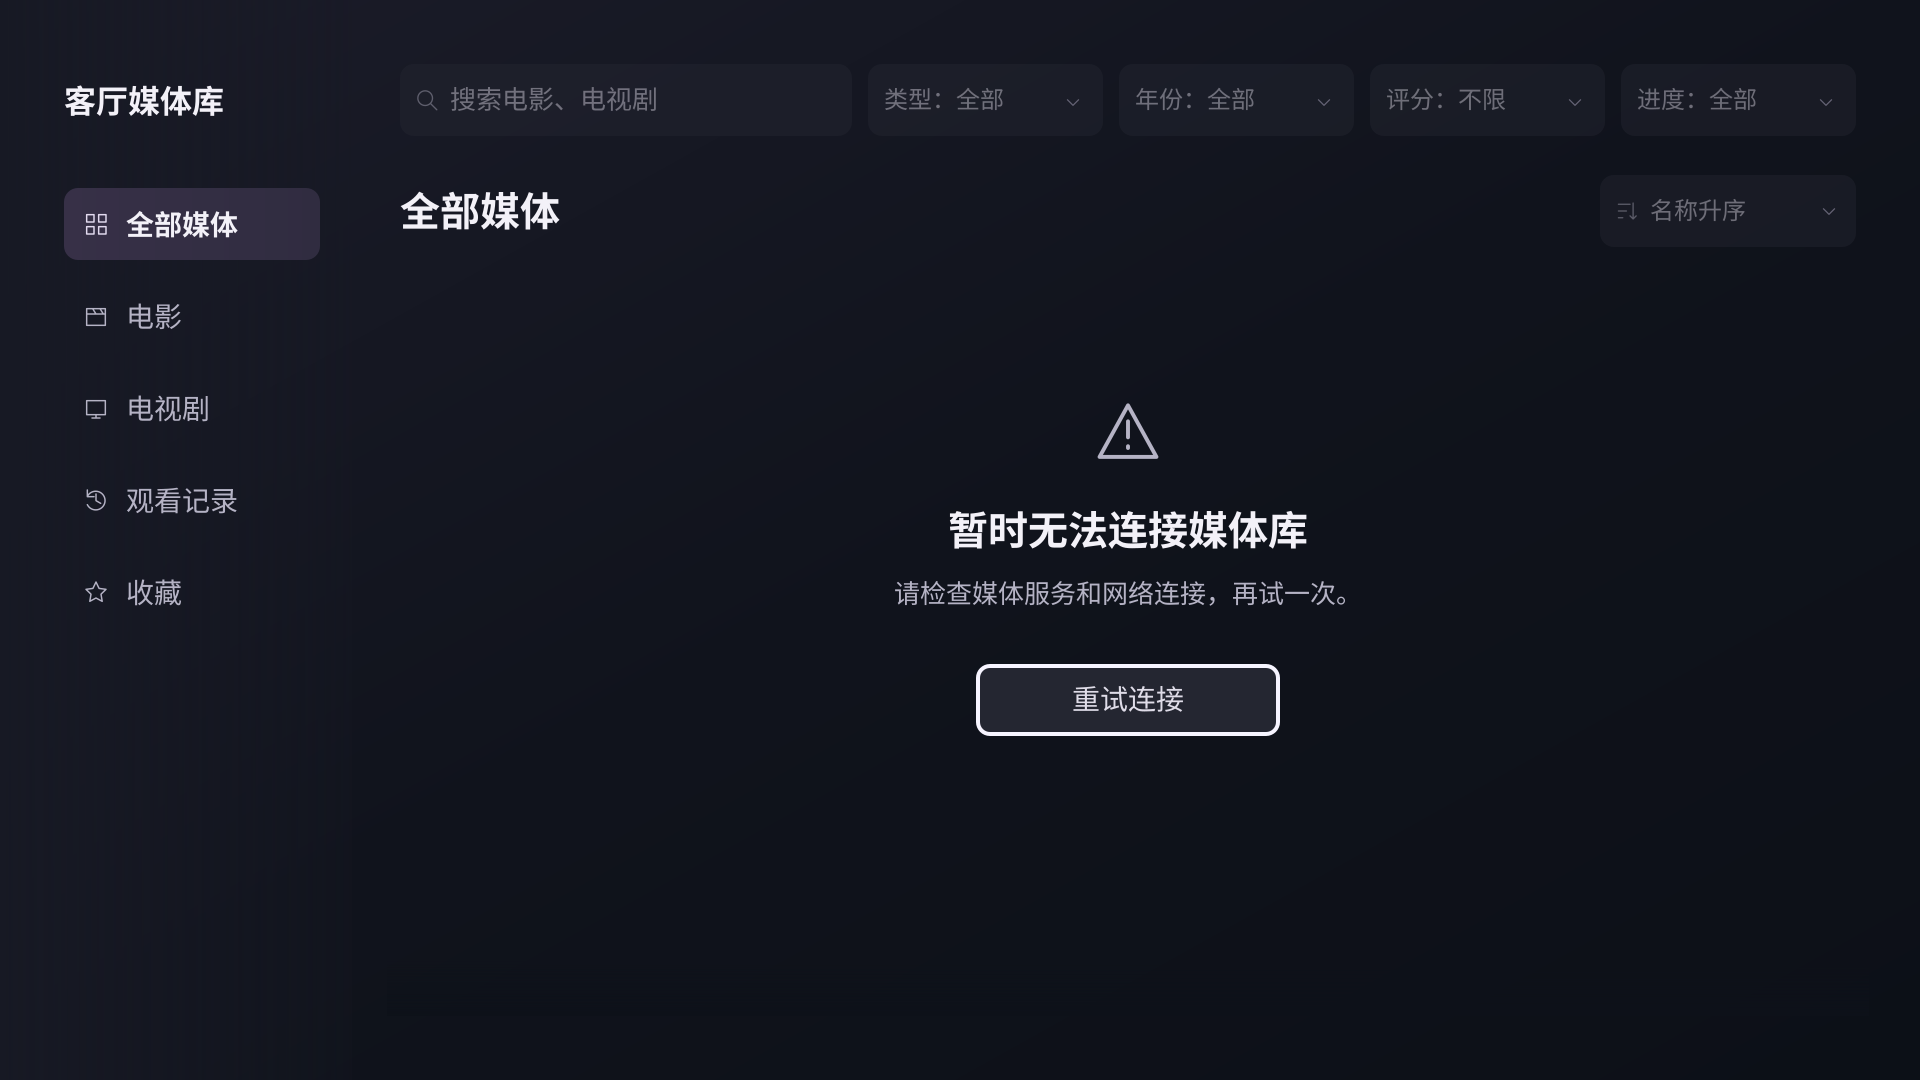 客厅媒体库
搜索电影、电视剧
类型：全部
年份：全部
评分：不限
进度：全部
全部媒体
电影
电视剧
观看记录
收藏
全部媒体
名称升序
暂时无法连接媒体库
请检查媒体服务和网络连接，再试一次。
重试连接